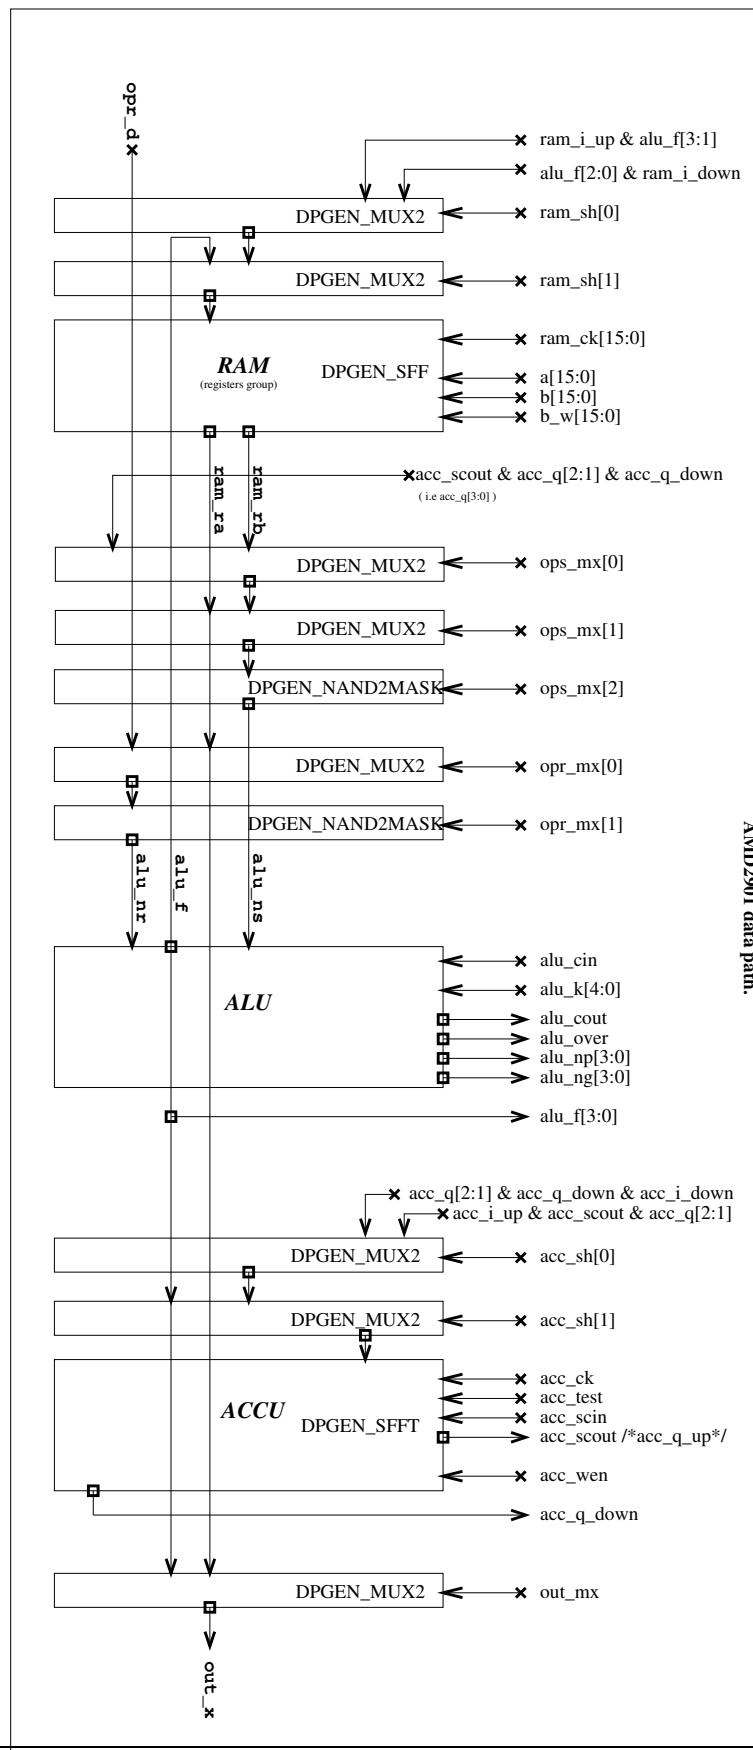 opr_d
ram_i_up & alu_f[3:1]
alu_f[2:0] & ram_i_down
DPGEN_MUX2
ram_sh[0]
DPGEN_MUX2
ram_sh[1]
RAM
(registers group)
DPGEN_SFF
ram_ck[15:0]
a[15:0]
b[15:0]
b_w[15:0]
ram_ra
ram_rb
acc_scout & acc_q[2:1] & acc_q_down
( i.e acc_q[3:0] )
DPGEN_MUX2
ops_mx[0]
DPGEN_MUX2
ops_mx[1]
DPGEN_NAND2MASK
ops_mx[2]
DPGEN_MUX2
opr_mx[0]
DPGEN_NAND2MASK
opr_mx[1]
alu_nr
alu_f
alu_ns
AMD2901 data path.
ALU
alu_cin
alu_k[4:0]
alu_cout
alu_over
alu_np[3:0]
alu_ng[3:0]
alu_f[3:0]
acc_q[2:1] & acc_q_down & acc_i_down
acc_i_up & acc_scout & acc_q[2:1]
DPGEN_MUX2
acc_sh[0]
DPGEN_MUX2
acc_sh[1]
ACCU
DPGEN_SFFT
acc_ck
acc_test
acc_scin
acc_scout /*acc_q_up*/
acc_wen
acc_q_down
DPGEN_MUX2
out_mx
out_x